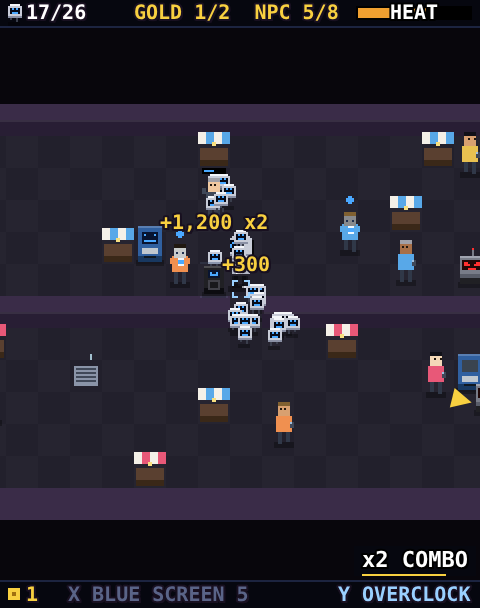 17/26 GOLD 1/2 NPC 5/8 HEAT
+1,200 x2
+300
x2 COMBO
1 X BLUE SCREEN 5 Y OVERCLOCK